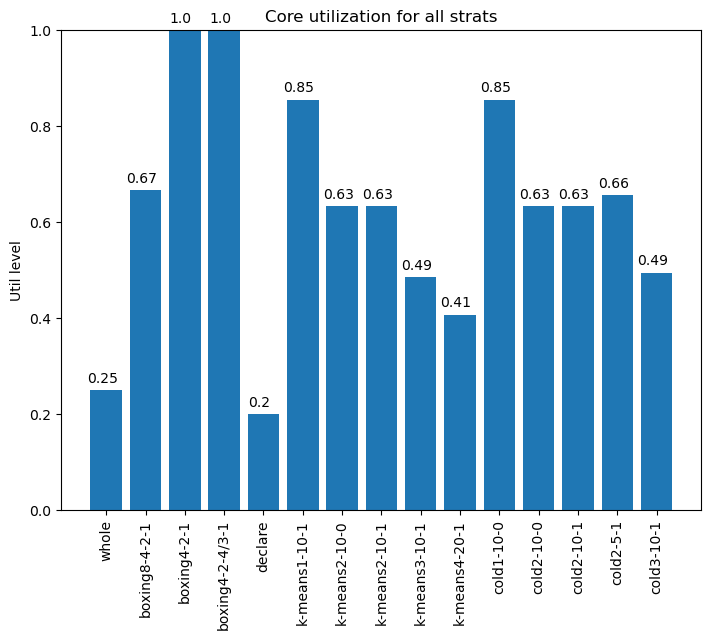 Core utilization for all strats
Util level
1.0
0.8
0.6
0.4
0.2
0.0
0.25
0.67
1.0
1.0
0.2
0.85
0.63
0.63
0.49
0.41
0.85
0.63
0.63
0.66
0.49
whole
boxing8-4-2-1
boxing4-2-1
boxing4-2-4/3-1
declare
k-means1-10-1
k-means2-10-0
k-means2-10-1
k-means3-10-1
k-means4-20-1
cold1-10-0
cold2-10-0
cold2-10-1
cold2-5-1
cold3-10-1